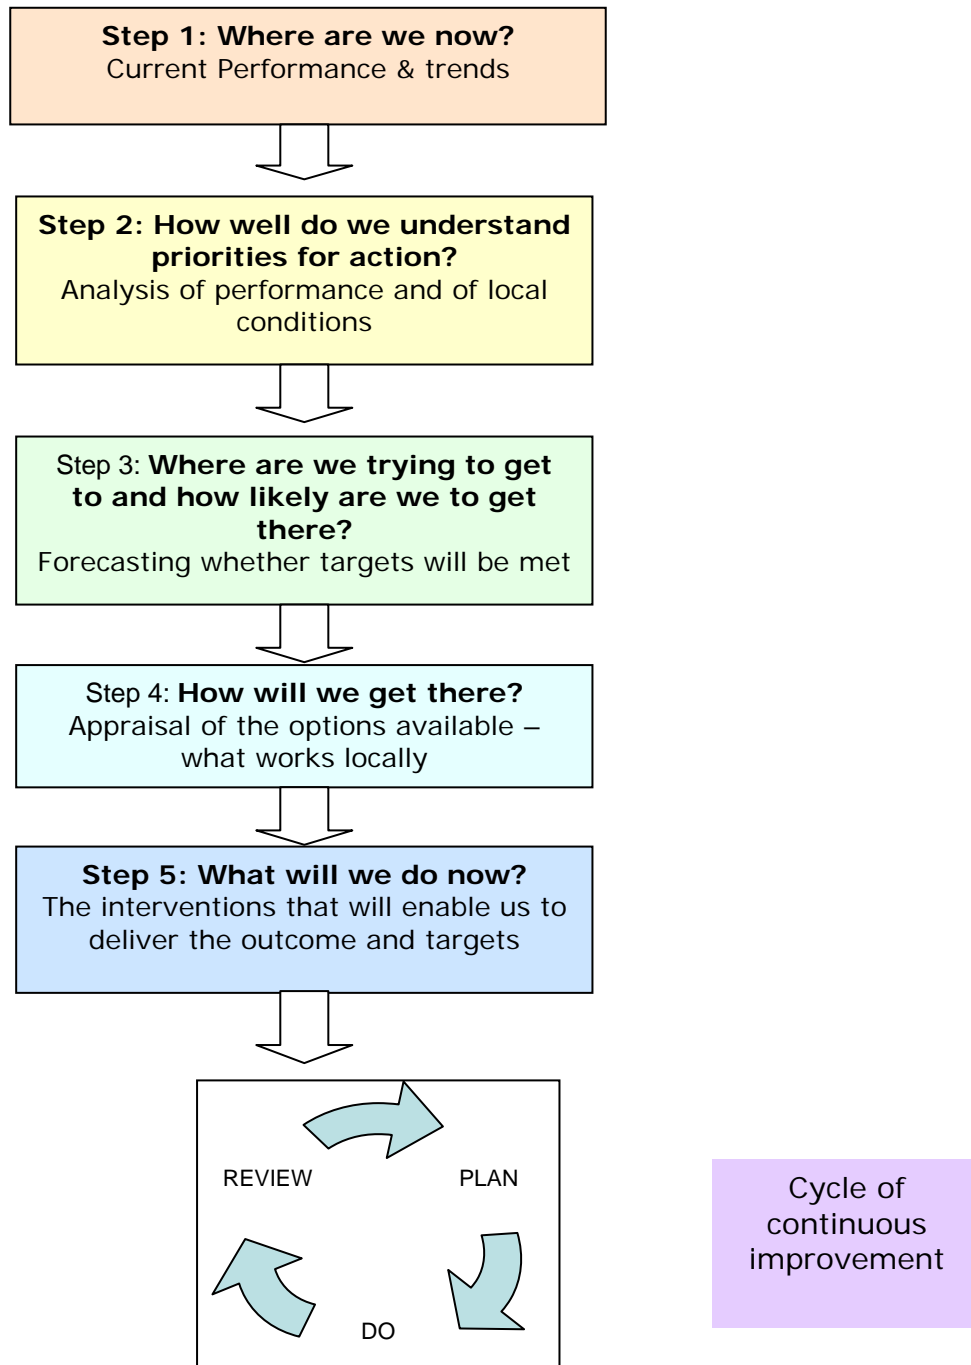 Step 1: Where are we now?
Current Performance & trends
Step 2: How well do we understand
priorities for action?
Analysis of performance and of local
conditions
Step 3: Where are we trying to get
to and how likely are we to get
there?
Forecasting whether targets will be met
Step 4: How will we get there?
Appraisal of the options available –
what works locally
Step 5: What will we do now?
The interventions that will enable us to
deliver the outcome and targets
REVIEW
PLAN
DO
Cycle of
continuous
improvement